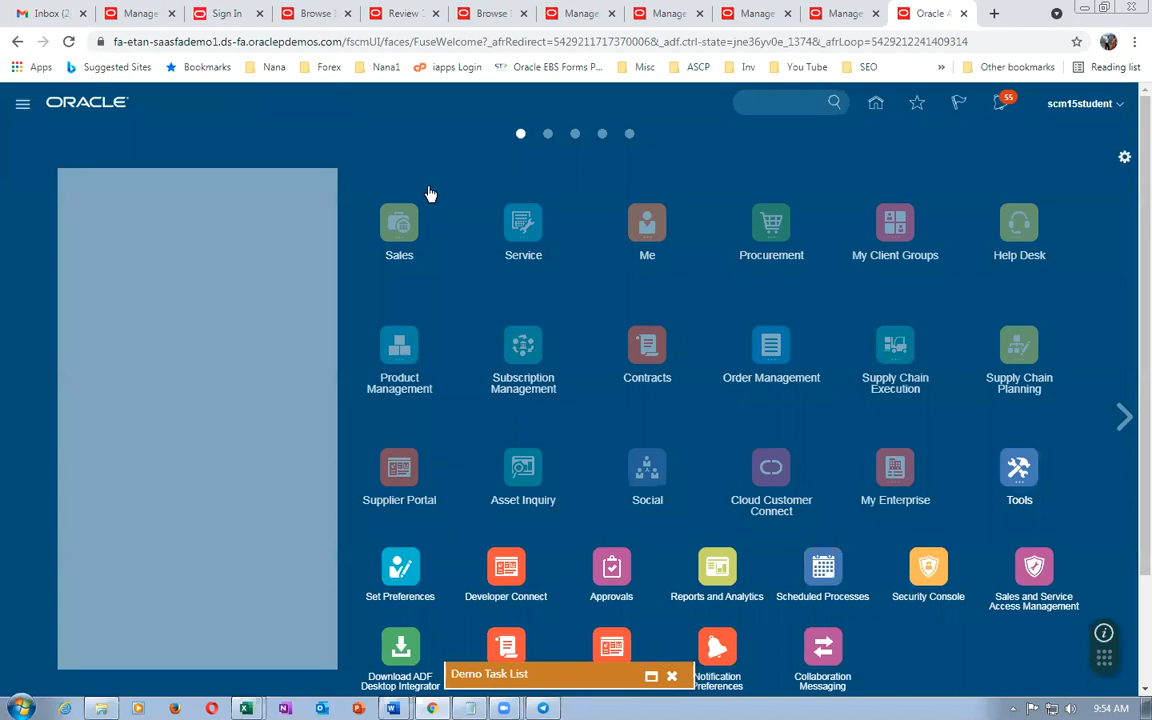 Inbox (2
Manage
Sign In
Browse
Review
Browse
Manage
Manage
Manage
Manage
Oracle A
fa-etan-saasfademo1.ds-fa.oraclepdemos.com/fscmUI/faces/FuseWelcome?_afrRedirect=5429211717370006&_adf.ctrl-state=jne36yv0e_1374&_afrLoop=5429212241409314
Apps
Suggested Sites
Bookmarks
Nana
Forex
Nana1
iapps Login
Oracle EBS Forms P...
Misc
ASCP
Inv
You Tube
SEO
»
Other bookmarks
Reading list
ORACLE
55
scm15student
Sales
Service
Me
Procurement
My Client Groups
Help Desk
Product
Management
Subscription
Management
Contracts
Order Management
Supply Chain
Execution
Supply Chain
Planning
Supplier Portal
Asset Inquiry
Social
Cloud Customer
Connect
My Enterprise
Tools
Set Preferences
Developer Connect
Approvals
Reports and Analytics
Scheduled Processes
Security Console
Sales and Service
Access Management
Download ADF
Desktop Integrator
Notification
Preferences
Collaboration
Messaging
Demo Task List
9:54 AM